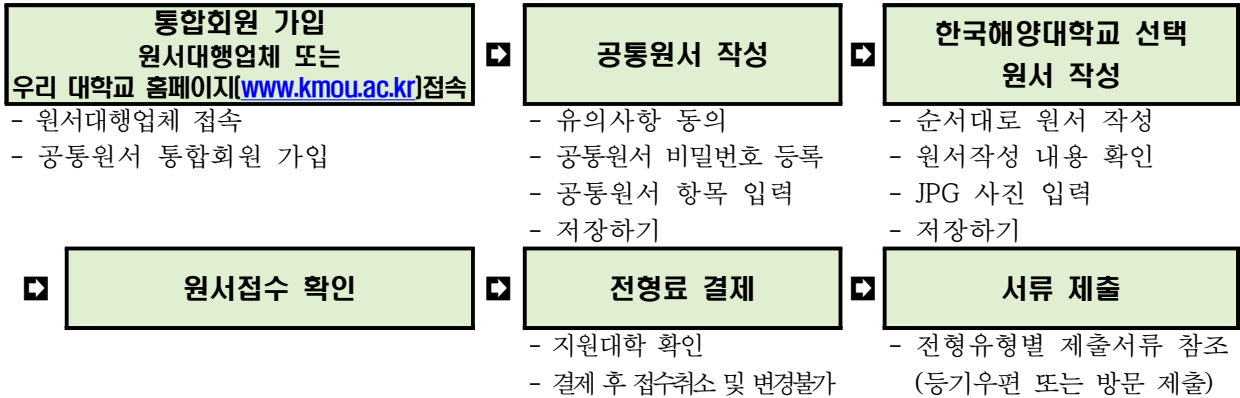 통합회원 가입
원서대행업체 또는
우리 대학교 홈페이지(www.kmou.ac.kr)접속
- 원서대행업체 접속
- 공통원서 통합회원 가입
공통원서 작성
- 유의사항 동의
- 공통원서 비밀번호 등록
- 공통원서 항목 입력
- 저장하기
한국해양대학교 선택
원서 작성
- 순서대로 원서 작성
- 원서작성 내용 확인
- JPG 사진 입력
- 저장하기
원서접수 확인
전형료 결제
- 지원대학 확인
- 결제 후 접수취소 및 변경불가
서류 제출
- 전형유형별 제출서류 참조
(등기우편 또는 방문 제출)